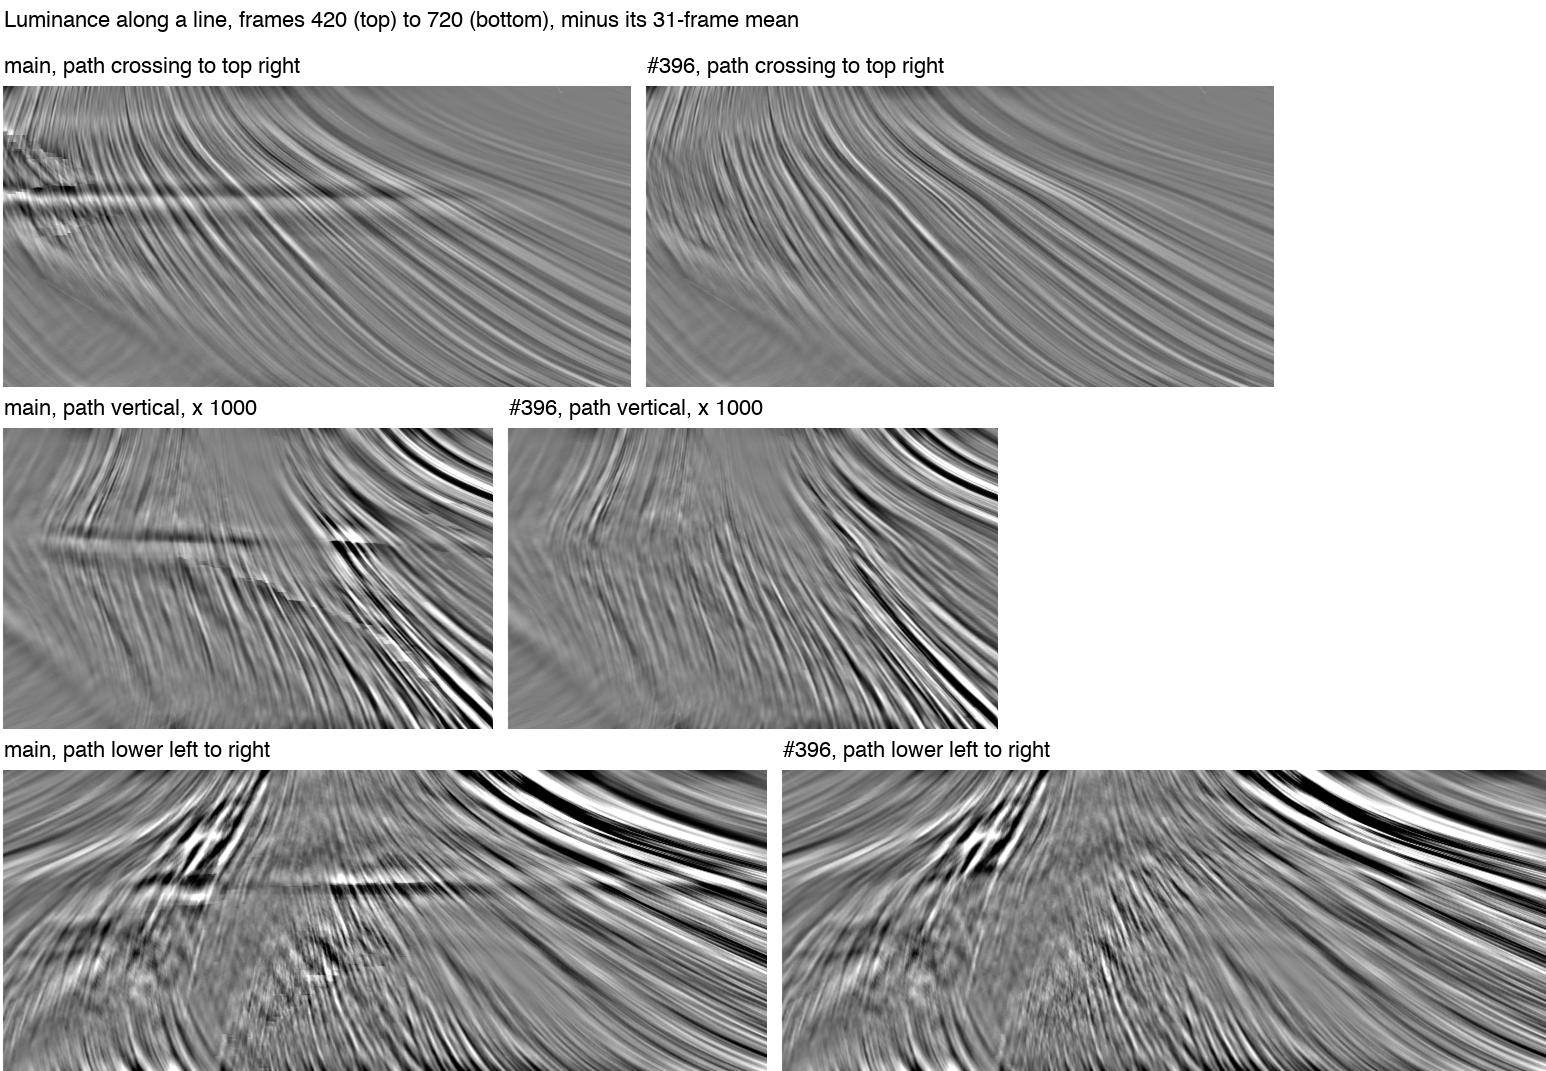 Luminance along a line, frames 420 (top) to 720 (bottom), minus its 31-frame mean
main, path crossing to top right
#396, path crossing to top right
main, path vertical, x 1000
#396, path vertical, x 1000
main, path lower left to right
#396, path lower left to right